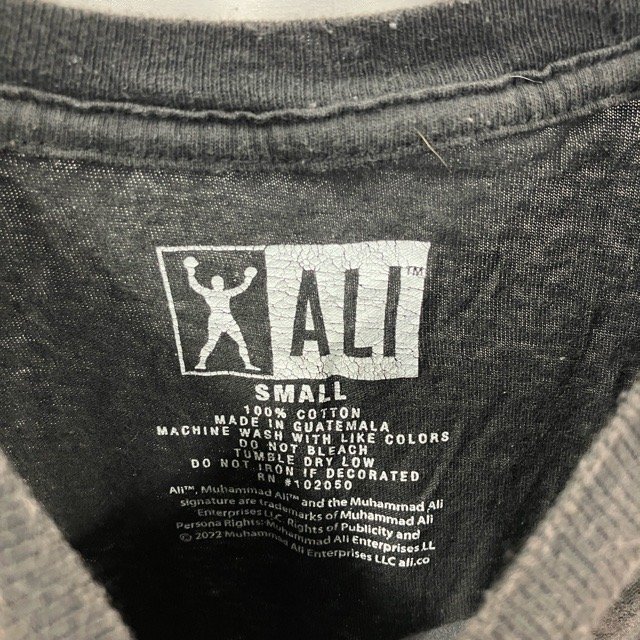 ALI™
SMALL
100% COTTON
MADE IN GUATEMALA
MACHINE WASH WITH LIKE COLORS
DO NOT BLEACH
TUMBLE DRY LOW
DO NOT IRON IF DECORATED
RN #102050
Ali™, Muhammad Ali™ and the Muhammad Ali
signature are trademarks of Muhammad Ali
Enterprises LLC. Rights of Publicity and
Persona Rights: Muhammad Ali Enterprises LL
© 2022 Muhammad Ali Enterprises LLC ali.co